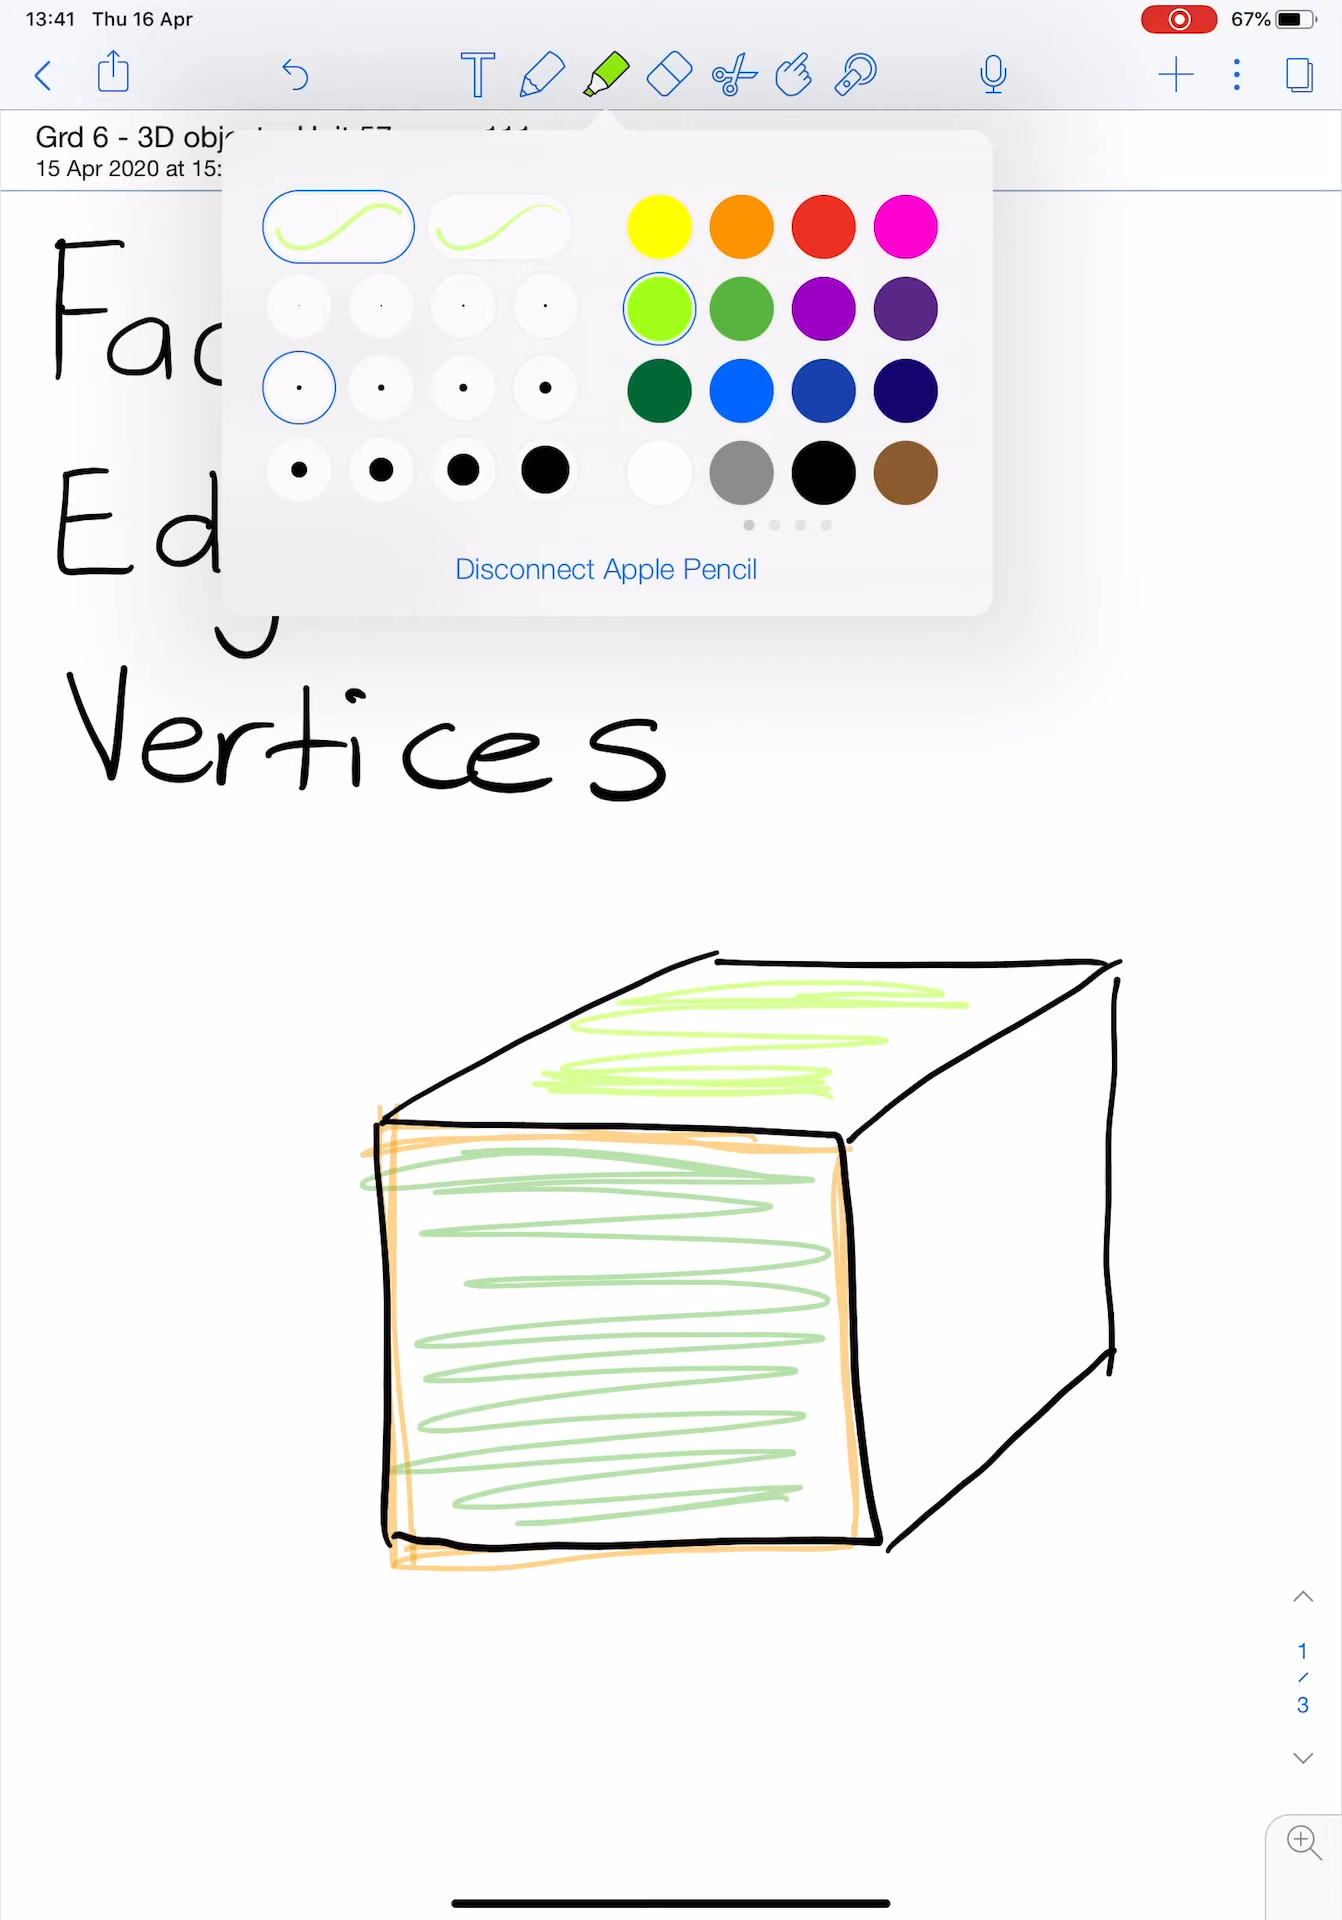 13:41 Thu 16 Apr 67%
Grd 6 - 3D obj
15 Apr 2020 at 15:
Fac
Ed
Disconnect Apple Pencil
Vertices
1
/
3